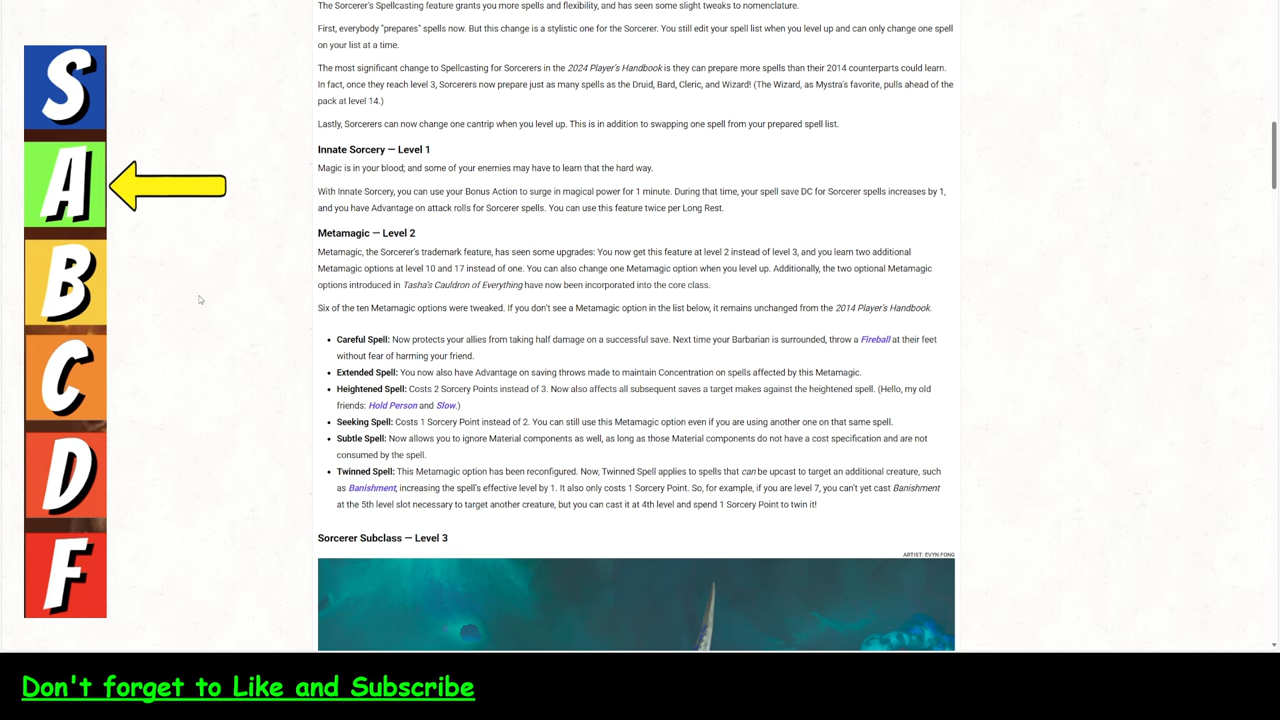 The Sorcerer's Spellcasting feature grants you more spells and flexibility, and has seen some slight tweaks to nomenclature.
First, everybody "prepares" spells now. But this change is a stylistic one for the Sorcerer. You still edit your spell list when you level up and can only change one spell
on your list at a time.
The most significant change to Spellcasting for Sorcerers in the 2024 Player's Handbook is they can prepare more spells than their 2014 counterparts could learn.
In fact, once they reach level 3, Sorcerers now prepare just as many spells as the Druid, Bard, Cleric, and Wizard! (The Wizard, as Mystra's favorite, pulls ahead of the
pack at level 14.)
Lastly, Sorcerers can now change one cantrip when you level up. This is in addition to swapping one spell from your prepared spell list.
Innate Sorcery — Level 1
Magic is in your blood; and some of your enemies may have to learn that the hard way.
With Innate Sorcery, you can use your Bonus Action to surge in magical power for 1 minute. During that time, your spell save DC for Sorcerer spells increases by 1,
and you have Advantage on attack rolls for Sorcerer spells. You can use this feature twice per Long Rest.
Metamagic — Level 2
Metamagic, the Sorcerer's trademark feature, has seen some upgrades: You now get this feature at level 2 instead of level 3, and you learn two additional
Metamagic options at level 10 and 17 instead of one. You can also change one Metamagic option when you level up. Additionally, the two optional Metamagic
options introduced in Tasha's Cauldron of Everything have now been incorporated into the core class.
Six of the ten Metamagic options were tweaked. If you don't see a Metamagic option in the list below, it remains unchanged from the 2014 Player's Handbook.
• Careful Spell: Now protects your allies from taking half damage on a successful save. Next time your Barbarian is surrounded, throw a Fireball at their feet
without fear of harming your friend.
• Extended Spell: You now also have Advantage on saving throws made to maintain Concentration on spells affected by this Metamagic.
• Heightened Spell: Costs 2 Sorcery Points instead of 3. Now also affects all subsequent saves a target makes against the heightened spell. (Hello, my old
friends: Hold Person and Slow.)
• Seeking Spell: Costs 1 Sorcery Point instead of 2. You can still use this Metamagic option even if you are using another one on that same spell.
• Subtle Spell: Now allows you to ignore Material components as well, as long as those Material components do not have a cost specification and are not
consumed by the spell.
• Twinned Spell: This Metamagic option has been reconfigured. Now, Twinned Spell applies to spells that can be upcast to target an additional creature, such
as Banishment, increasing the spell's effective level by 1. It also only costs 1 Sorcery Point. So, for example, if you are level 7, you can't yet cast Banishment
at the 5th level slot necessary to target another creature, but you can cast it at 4th level and spend 1 Sorcery Point to twin it!
Sorcerer Subclass — Level 3
ARTIST: EVYN FONG
S
A
B
C
D
F
Don't forget to Like and Subscribe